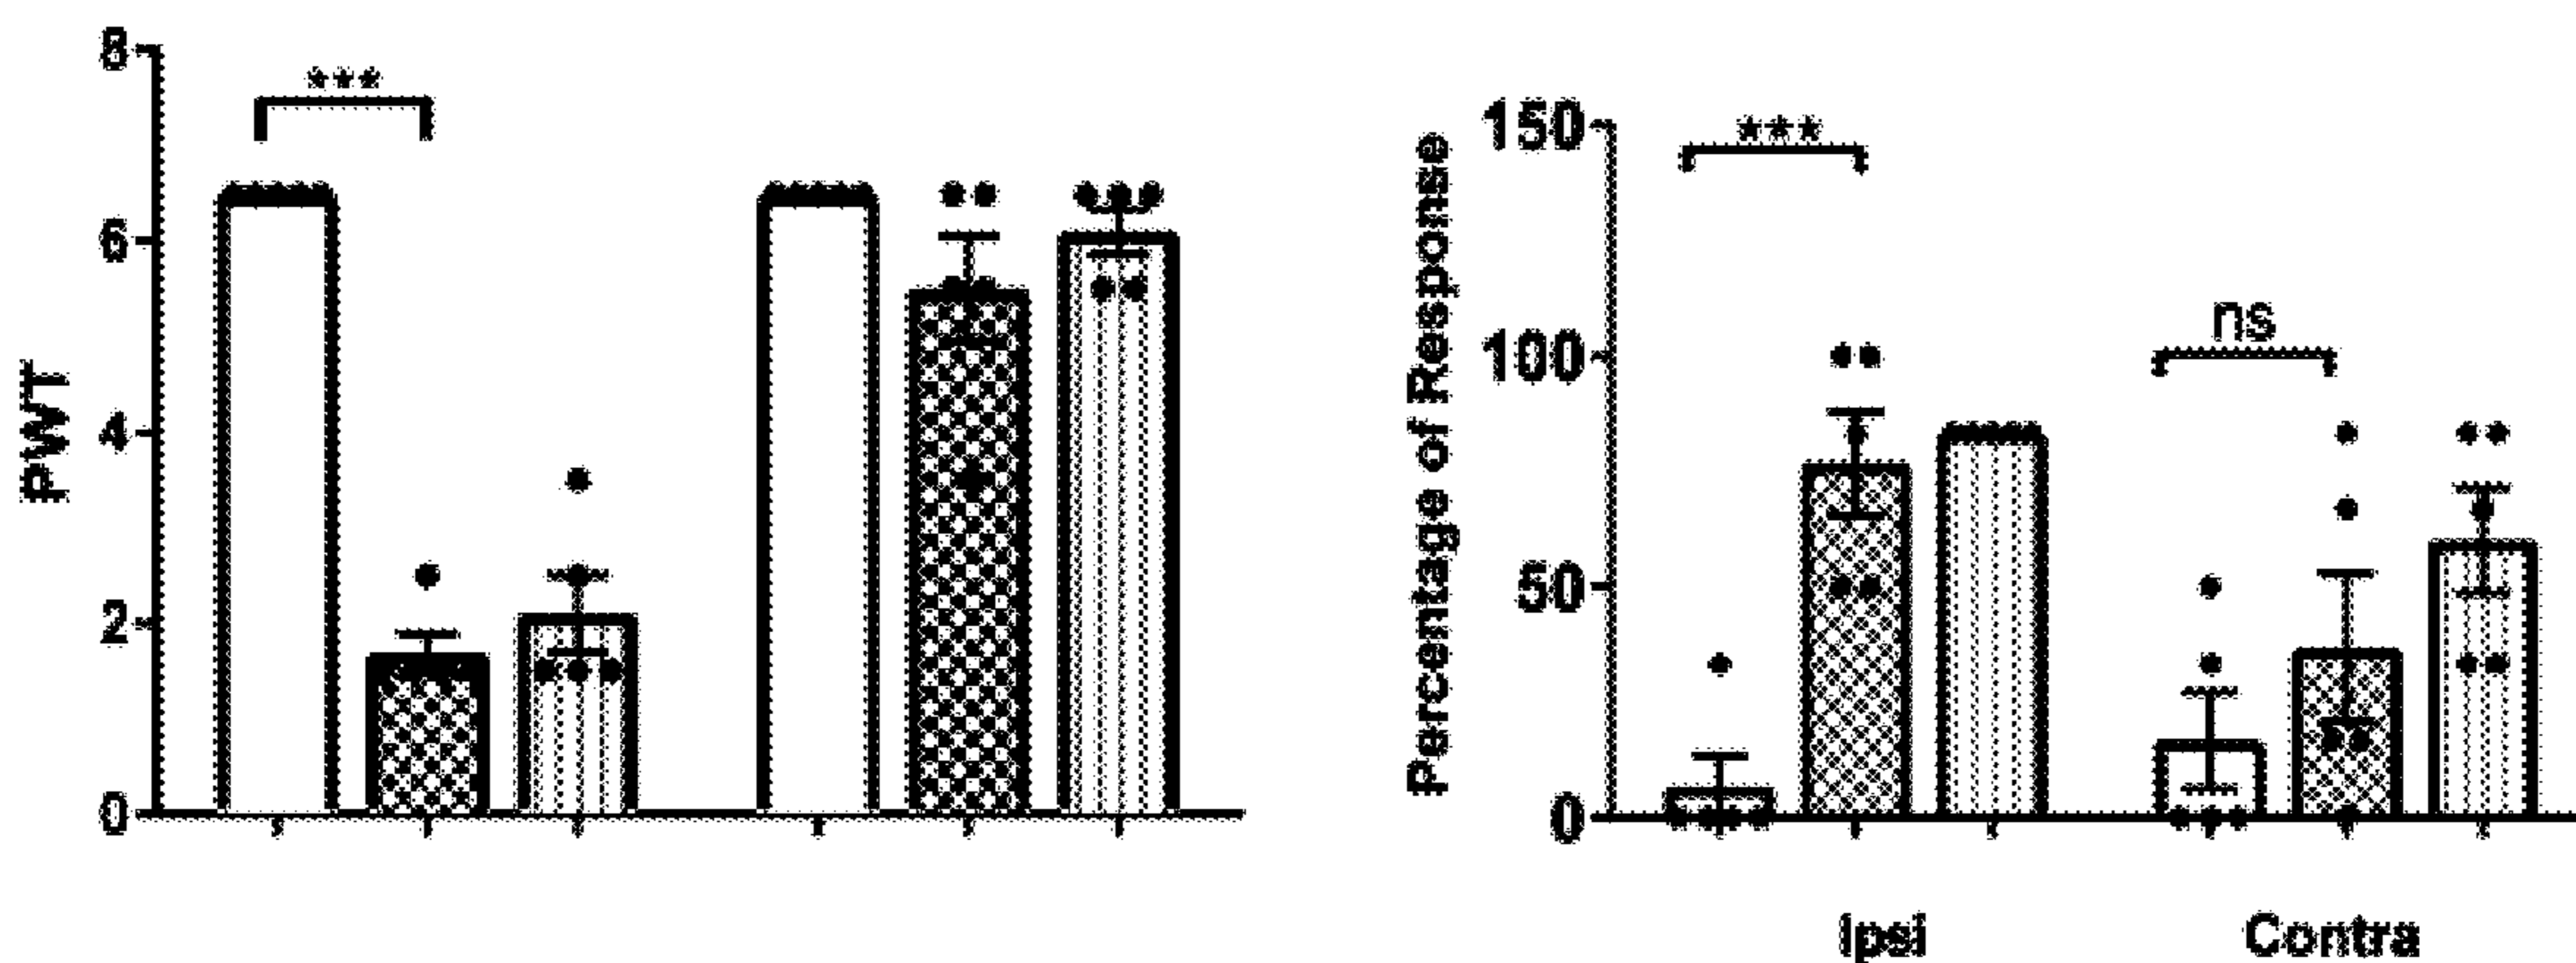 8
***
6
PWT
4
2
0
150
***
Percentage of Response
100
ns
50
0
Ipsi
Contra